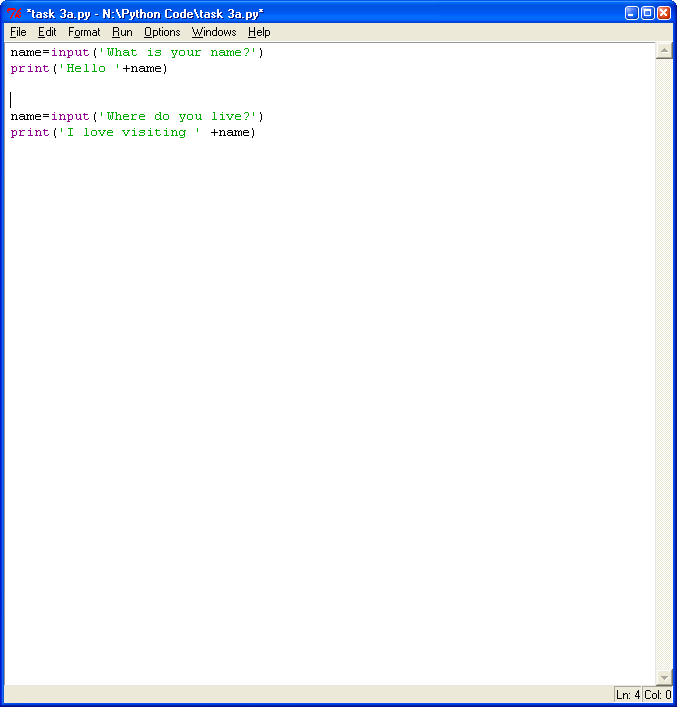 *task 3a.py - N:\Python Code\task 3a.py*
File Edit Format Run Options Windows Help
name=input('What is your name?')
print('Hello '+name)
name=input('Where do you live?')
print('I love visiting ' +name)
Ln: 4 Col: 0